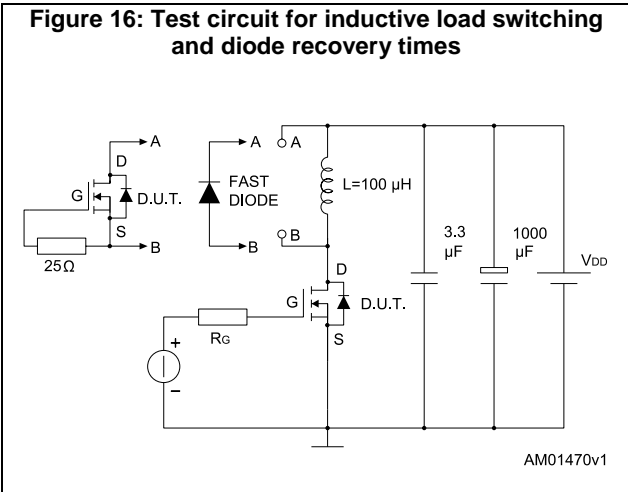 Figure 16: Test circuit for inductive load switching
and diode recovery times
A
D
G
D.U.T.
S
B
25Ω
A
FAST
DIODE
B
A
L=100 µH
B
D
G
D.U.T.
S
RG
+
−
3.3
µF
1000
µF
VDD
AM01470v1